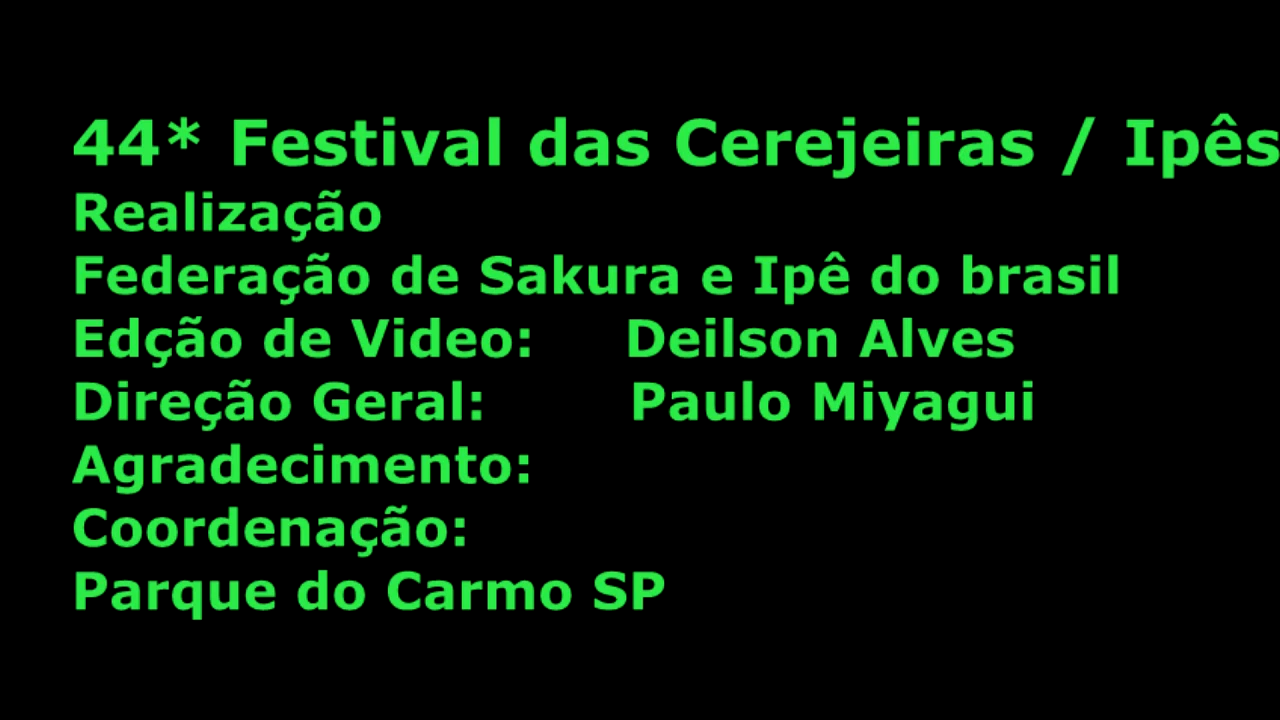 44* Festival das Cerejeiras / Ipês
Realização
Federação de Sakura e Ipê do brasil
Edção de Video: Deilson Alves
Direção Geral: Paulo Miyagui
Agradecimento:
Coordenação:
Parque do Carmo SP